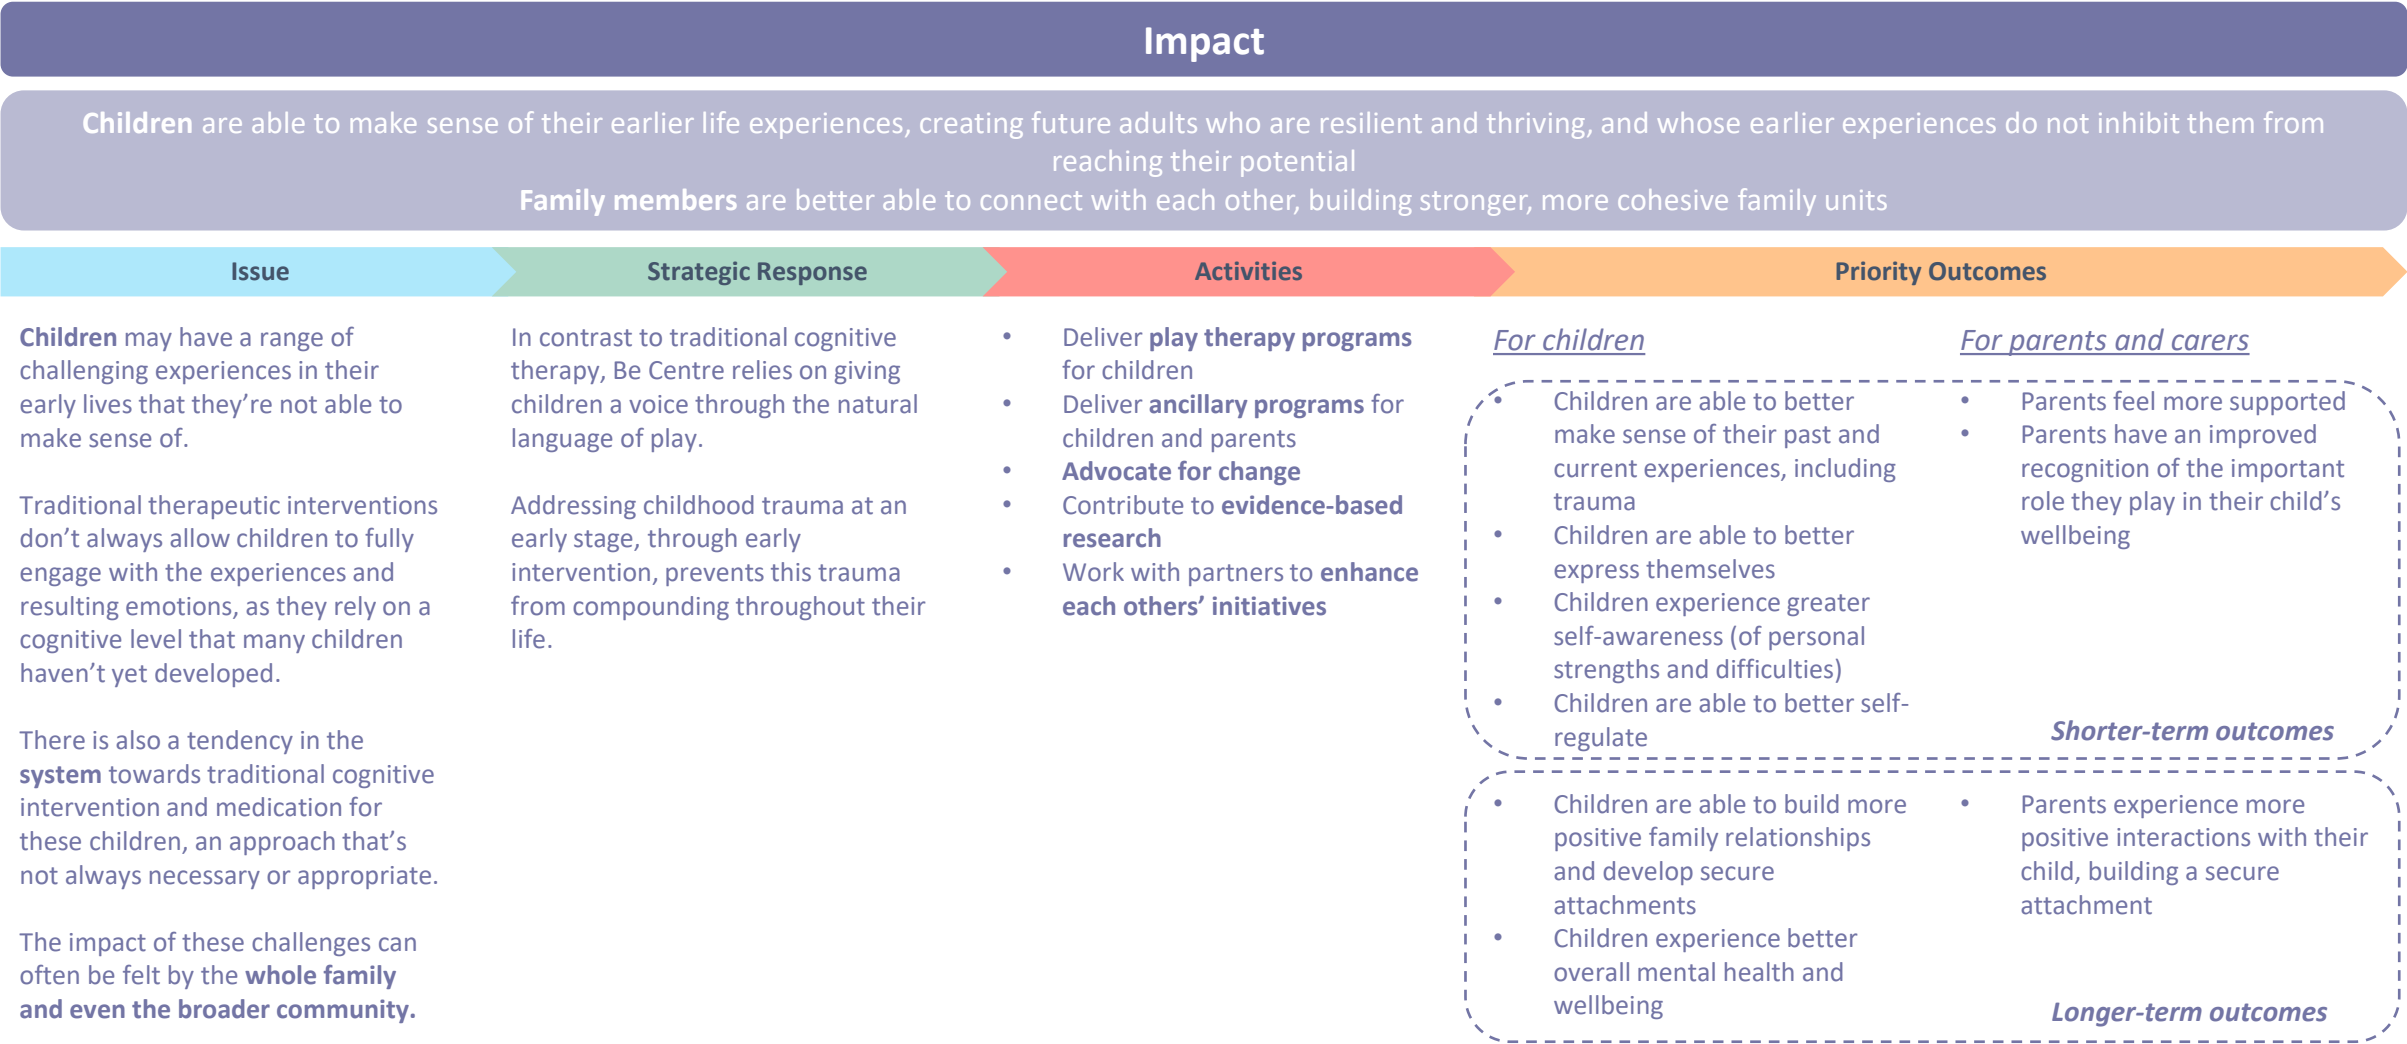 Impact
Children are able to make sense of their earlier life experiences, creating future adults who are resilient and thriving, and whose earlier experiences do not inhibit them from
reaching their potential
Family members are better able to connect with each other, building stronger, more cohesive family units
Issue
Children may have a range of
challenging experiences in their
early lives that they’re not able to
make sense of.
Traditional therapeutic interventions
don’t always allow children to fully
engage with the experiences and
resulting emotions, as they rely on a
cognitive level that many children
haven’t yet developed.
There is also a tendency in the
system towards traditional cognitive
intervention and medication for
these children, an approach that’s
not always necessary or appropriate.
The impact of these challenges can
often be felt by the whole family
and even the broader community.
Strategic Response
In contrast to traditional cognitive
therapy, Be Centre relies on giving
children a voice through the natural
language of play.
Addressing childhood trauma at an
early stage, through early
intervention, prevents this trauma
from compounding throughout their
life.
Activities
• Deliver play therapy programs
for children
• Deliver ancillary programs for
children and parents
• Advocate for change
• Contribute to evidence-based
research
• Work with partners to enhance
each others’ initiatives
Priority Outcomes
For children
• Children are able to better
make sense of their past and
current experiences, including
trauma
• Children are able to better
express themselves
• Children experience greater
self-awareness (of personal
strengths and difficulties)
• Children are able to better self-
regulate
For parents and carers
• Parents feel more supported
• Parents have an improved
recognition of the important
role they play in their child’s
wellbeing
Shorter-term outcomes
• Children are able to build more
positive family relationships
and develop secure
attachments
• Children experience better
overall mental health and
wellbeing
• Parents experience more
positive interactions with their
child, building a secure
attachment
Longer-term outcomes